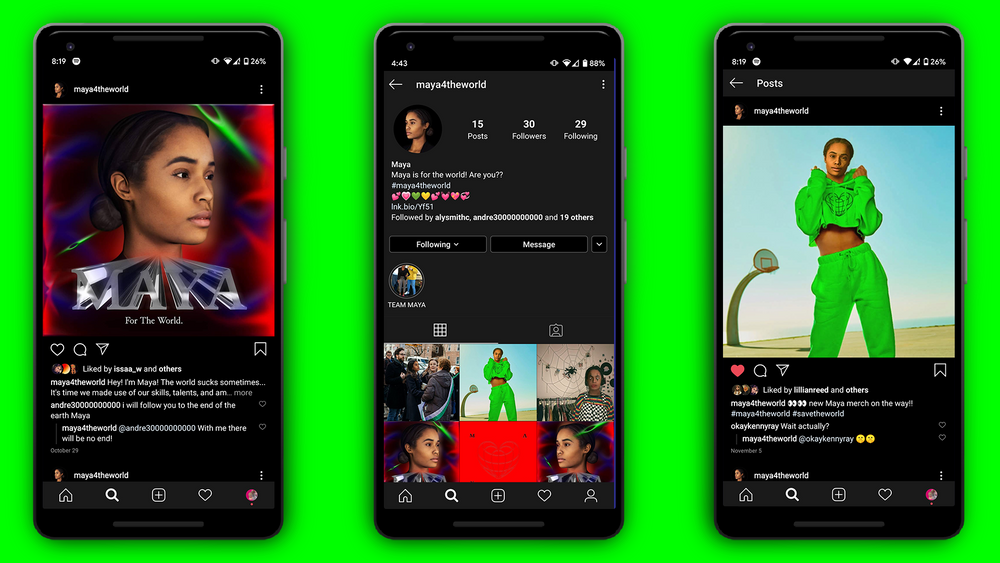 8:19
26%
maya4theworld
MAYA
For The World.
Liked by issaa_w and others
maya4theworld Hey! I'm Maya! The world sucks sometimes...
It's time we made use of our skills, talents, and am... more
andre30000000000 i will follow you to the end of the
earth Maya
maya4theworld @andre30000000000 With me there
will be no end!
October 29
maya4theworld
4:43
88%
maya4theworld
15
Posts
30
Followers
29
Following
Maya
Maya is for the world! Are you??
#maya4theworld
lnk.bio/Yf51
Followed by alysmithc, andre30000000000 and 19 others
Following
Message
TEAM MAYA
8:19
26%
Posts
maya4theworld
Liked by lillianreed and others
maya4theworld 👀👀 new Maya merch on the way!!
#maya4theworld #savetheworld
okaykennyray Wait actually?
maya4theworld @okaykennyray 🤫🤫
November 5
maya4theworld